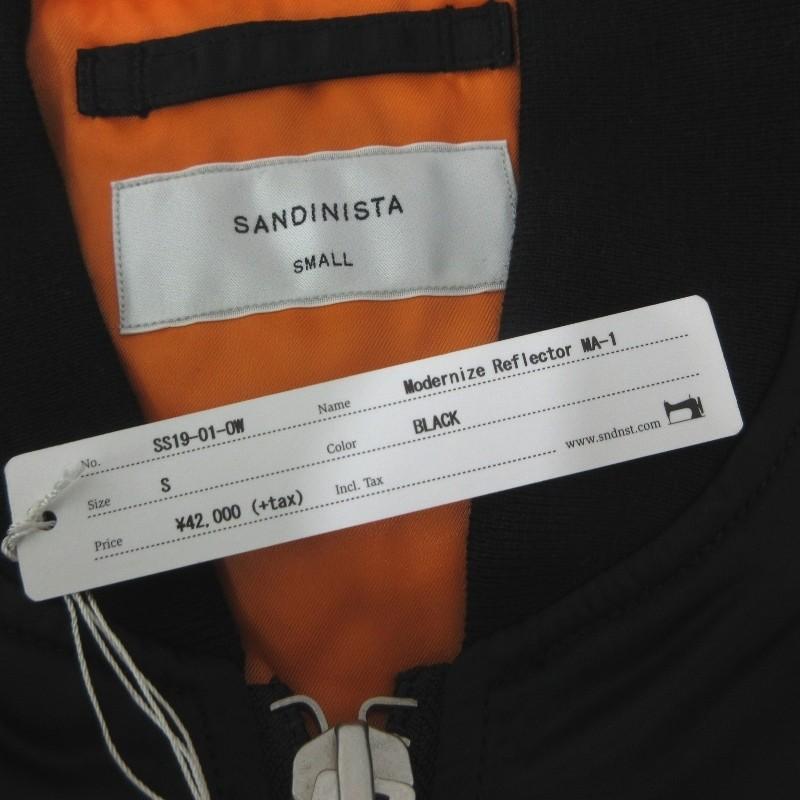 SANDINISTA
SMALL
No. SS19-01-OW Name Modernize Reflector MA-1
Size S Color BLACK
Price ¥42,000 (+tax) Incl. Tax www.sndnst.com